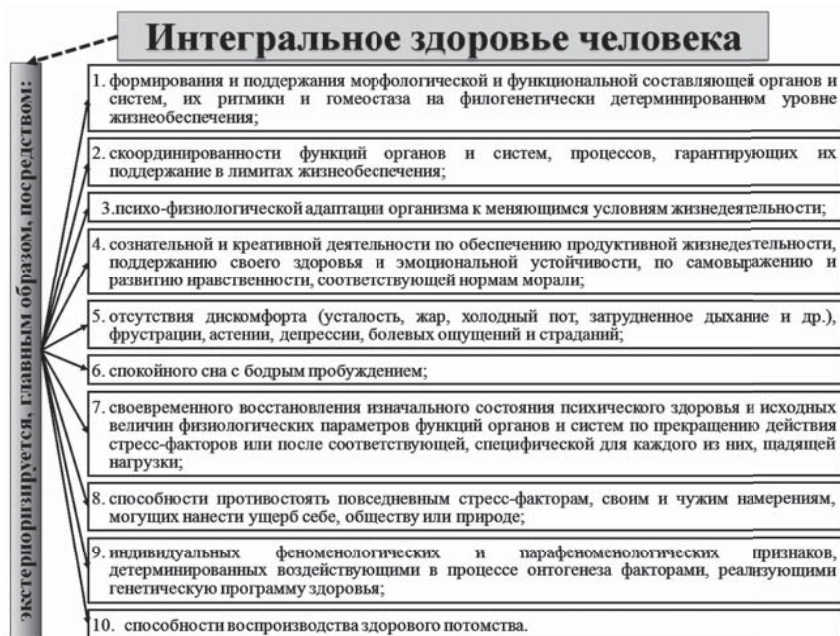 Интегральное здоровье человека
экстериоризируется, главным образом, посредством:
1. формирования и поддержания морфологической и функциональной составляющей органов и
систем, их ритмики и гомеостаза на филогенетически детерминированном уровне
жизнеобеспечения;
2. скоординированности функций органов и систем, процессов, гарантирующих их
поддержание в лимитах жизнеобеспечения;
3.психо-физиологической адаптации организма к меняющимся условиям жизнедеятельности;
4. сознательной и креативной деятельности по обеспечению продуктивной жизнедеятельности,
поддержанию своего здоровья и эмоциональной устойчивости, по самовыражению и
развитию нравственности, соответствующей нормам морали;
5. отсутствия дискомфорта (усталость, жар, холодный пот, затрудненное дыхание и др.),
фрустрации, астении, депрессии, болевых ощущений и страданий;
6. спокойного сна с бодрым пробуждением;
7. своевременного восстановления изначального состояния психического здоровья и исходных
величин физиологических параметров функций органов и систем по прекращению действия
стресс-факторов или после соответствующей, специфической для каждого из них, щадящей
нагрузки;
8. способности противостоять повседневным стресс-факторам, своим и чужим намерениям,
могущих нанести ущерб себе, обществу или природе;
9. индивидуальных феноменологических и парафеноменологических признаков,
детерминированных воздействующими в процессе онтогенеза факторами, реализующими
генетическую программу здоровья;
10. способности воспроизводства здорового потомства.